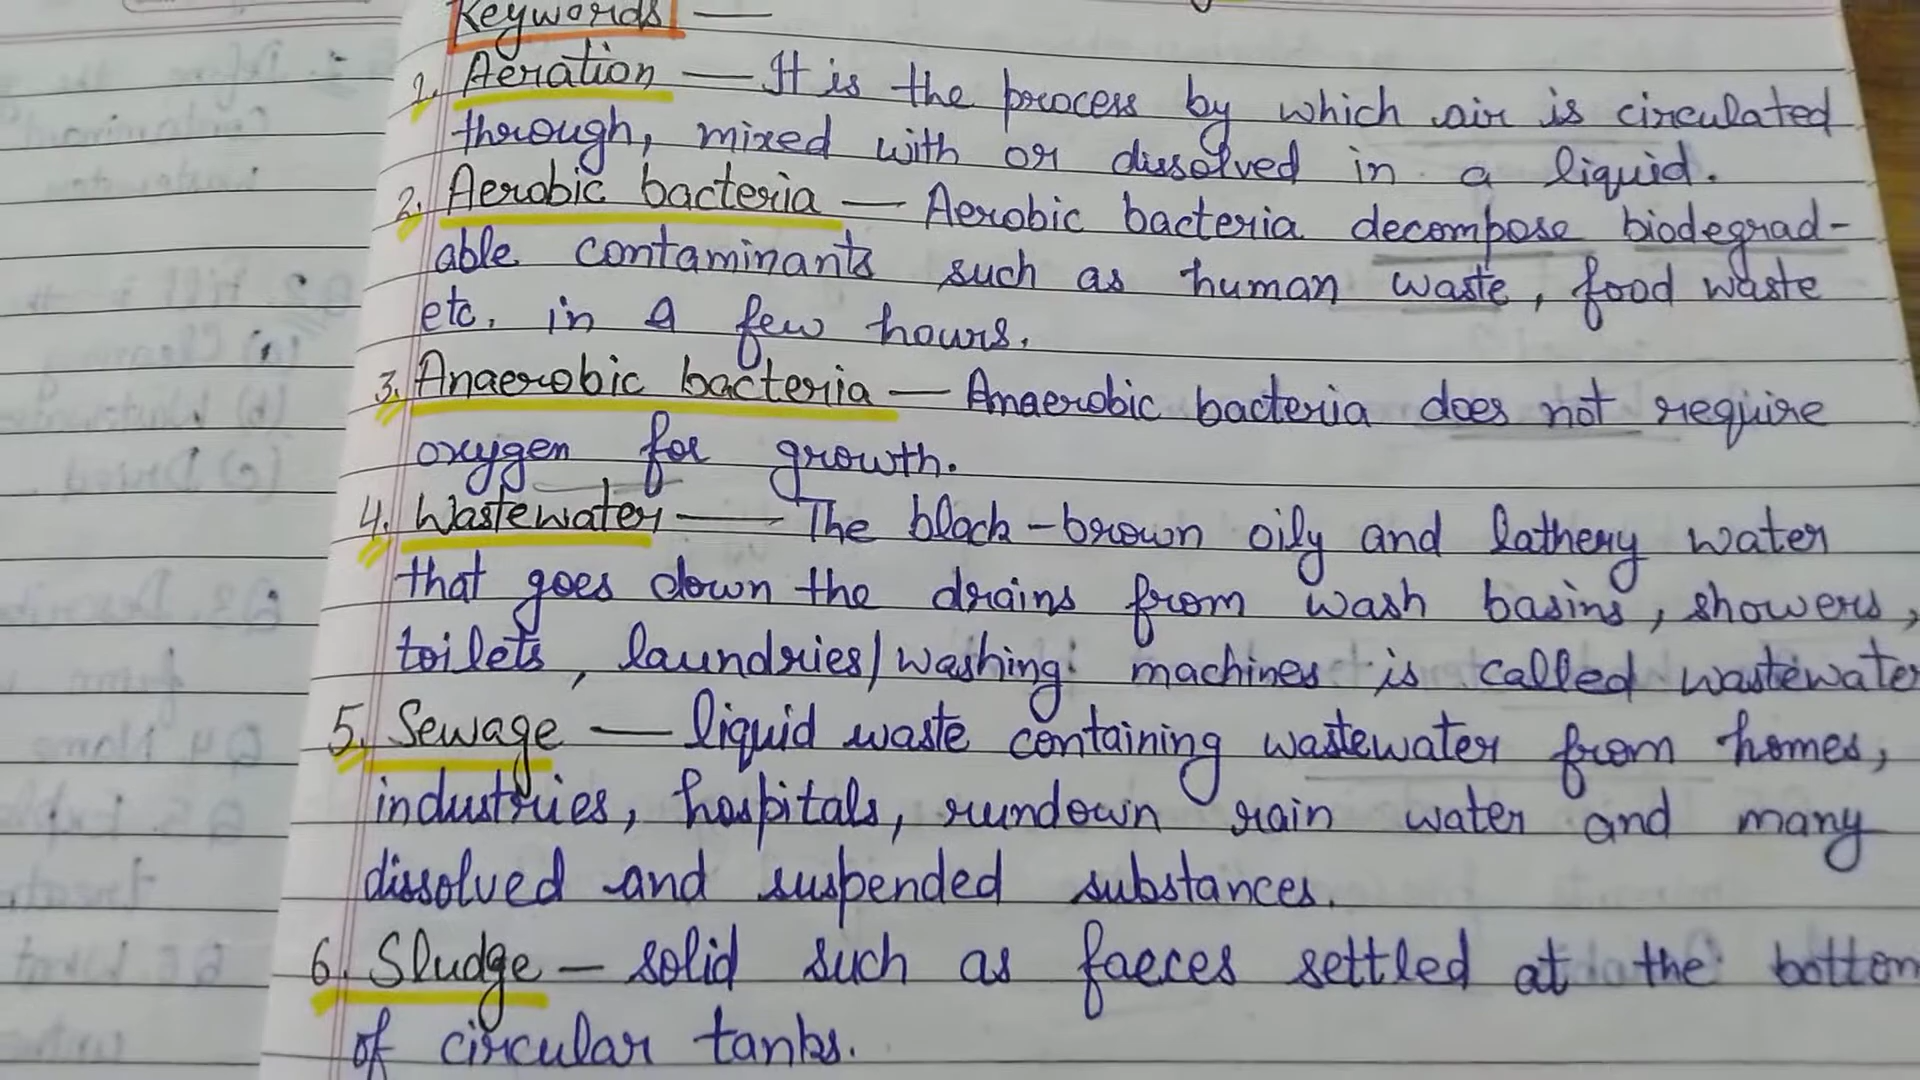 Keywords —
1. Aeration — It is the process by which air is circulated
through, mixed with or dissolved in a liquid.
2. Aerobic bacteria — Aerobic bacteria decompose biodegrad-
able contaminants such as human waste, food waste
etc. in a few hours.
3. Anaerobic bacteria — Anaerobic bacteria does not require
oxygen for growth.
4. Wastewater — The black-brown oily and lathery water
that goes down the drains from wash basins, showers,
toilets, laundries/washing machines is called wastewater
5. Sewage — liquid waste containing wastewater from homes,
industries, hospitals, rundown rain water and many
dissolved and suspended substances.
6. Sludge — solid such as faeces settled at the bottom
of circular tanks.